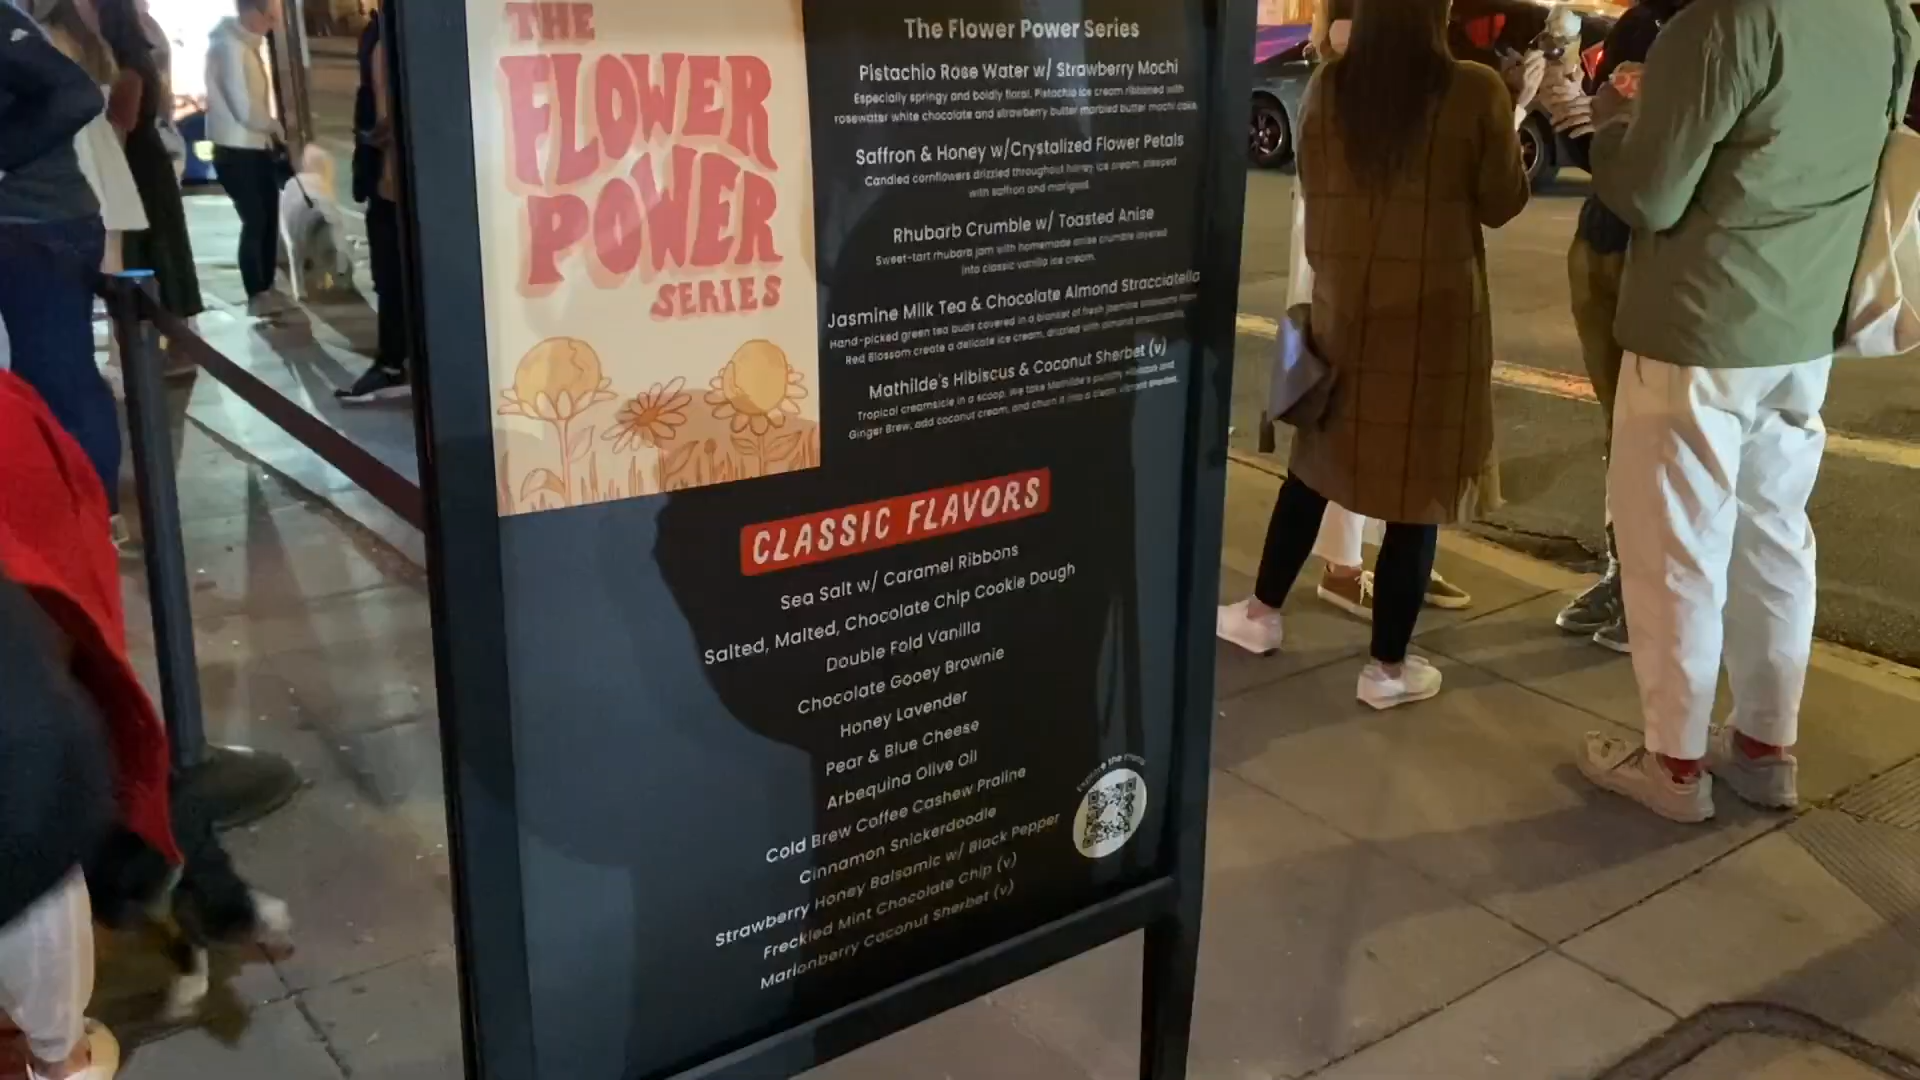 THE
FLOWER
POWER
SERIES
The Flower Power Series
Pistachio Rose Water w/ Strawberry Mochi
Especially springy and boldly floral. Pistachio ice cream ribboned with
rosewater white chocolate and strawberry butter marbled butter mochi cake.
Saffron & Honey w/Crystalized Flower Petals
Candied cornflowers drizzled throughout honey ice cream, steeped
with saffron and marigold.
Rhubarb Crumble w/ Toasted Anise
Sweet-tart rhubarb jam with homemade anise crumble layered
into classic vanilla ice cream.
Jasmine Milk Tea & Chocolate Almond Stracciatella
Hand-picked green tea buds covered in a blanket of fresh jasmine blossoms from
Red Blossom create a delicate ice cream, drizzled with almond stracciatella.
Mathilde's Hibiscus & Coconut Sherbet (v)
Tropical creamsicle in a scoop. We take Mathilde's punchy Hibiscus and
Ginger Brew, add coconut cream, and churn it into a clean, vibrant sherbet.
CLASSIC FLAVORS
Sea Salt w/ Caramel Ribbons
Salted, Malted, Chocolate Chip Cookie Dough
Double Fold Vanilla
Chocolate Gooey Brownie
Honey Lavender
Pear & Blue Cheese
Arbequina Olive Oil
Cold Brew Coffee Cashew Praline
Cinnamon Snickerdoodle
Strawberry Honey Balsamic w/ Black Pepper
Freckled Mint Chocolate Chip (v)
Marionberry Coconut Sherbet (v)
Explore the menu